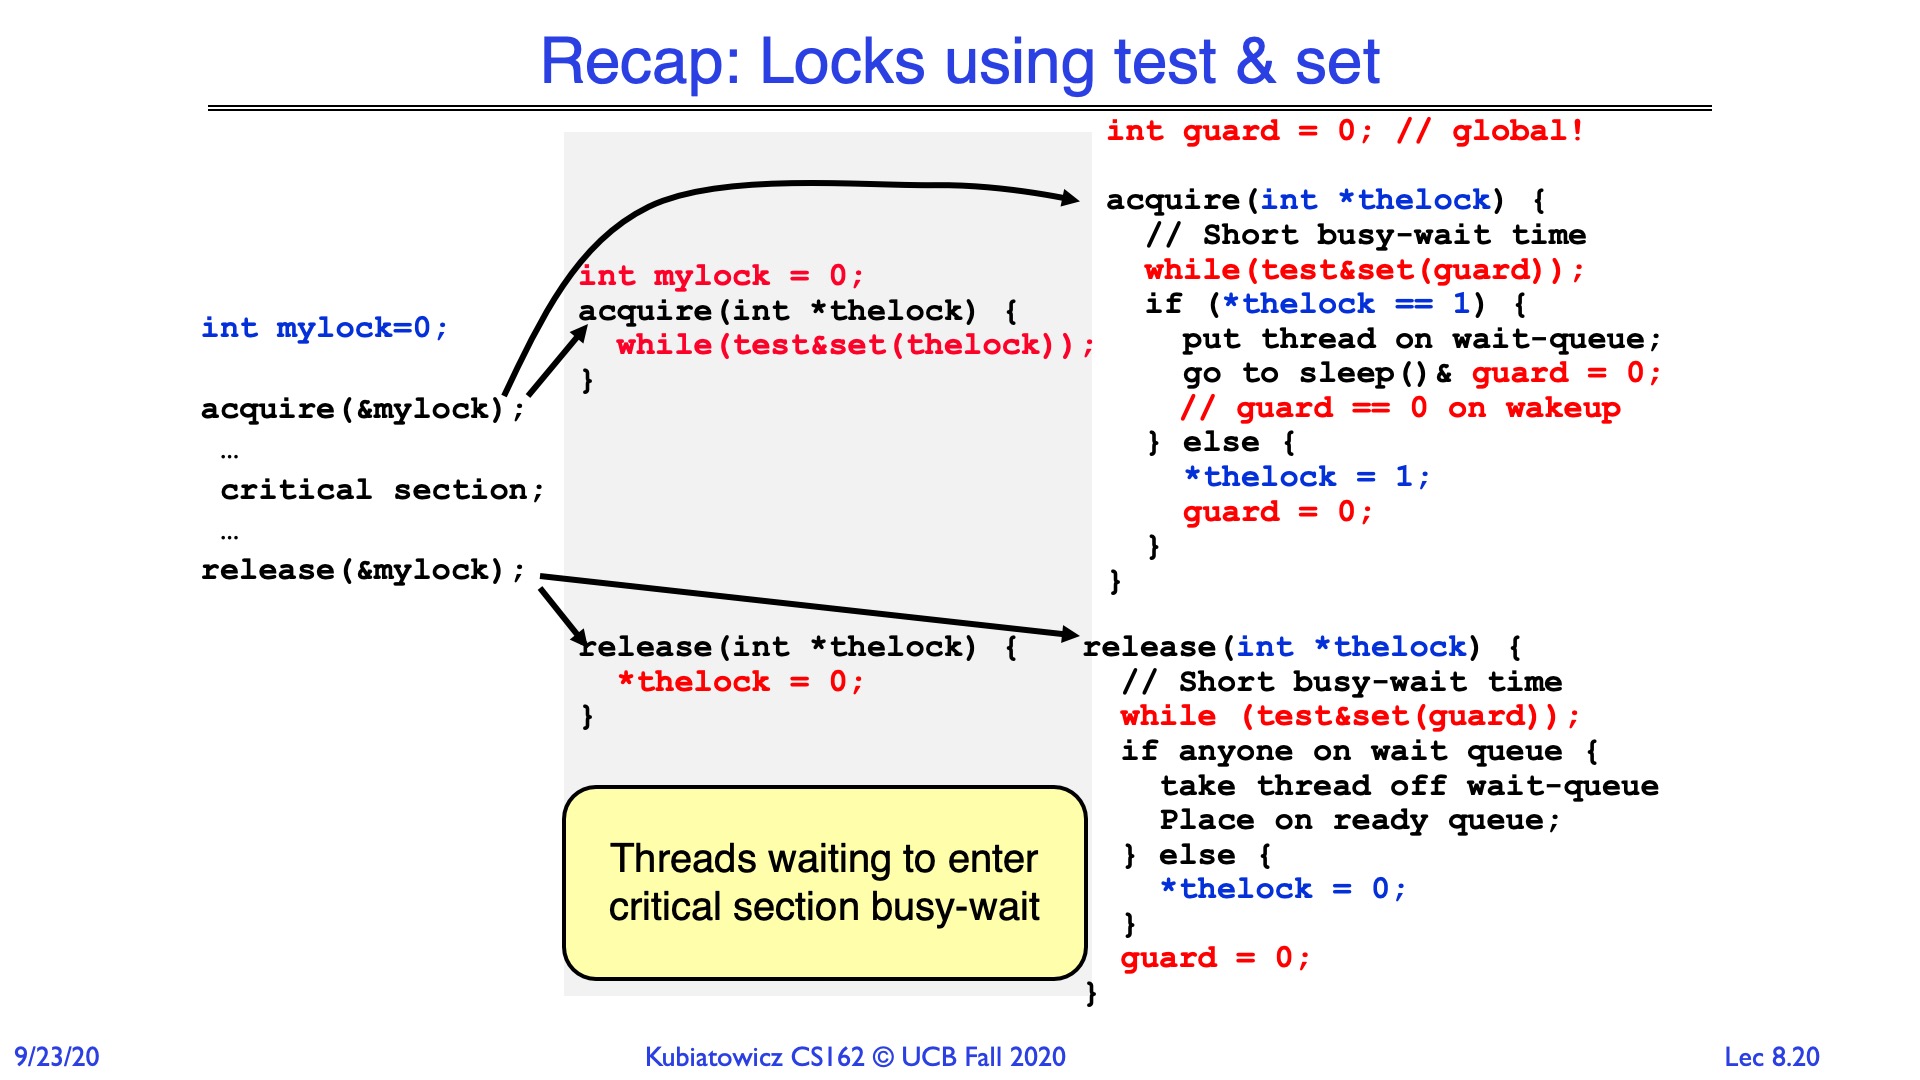 Recap: Locks using test & set
int mylock=0;
acquire(&mylock);
…
critical section;
…
release(&mylock);
int mylock = 0;
acquire(int *thelock) {
while(test&set(thelock));
}
release(int *thelock) {
*thelock = 0;
}
Threads waiting to enter
critical section busy-wait
int guard = 0; // global!
acquire(int *thelock) {
// Short busy-wait time
while(test&set(guard));
if (*thelock == 1) {
put thread on wait-queue;
go to sleep()& guard = 0;
// guard == 0 on wakeup
} else {
*thelock = 1;
guard = 0;
}
}
release(int *thelock) {
// Short busy-wait time
while (test&set(guard));
if anyone on wait queue {
take thread off wait-queue
Place on ready queue;
} else {
*thelock = 0;
}
guard = 0;
}
9/23/20
Kubiatowicz CS162 © UCB Fall 2020
Lec 8.20